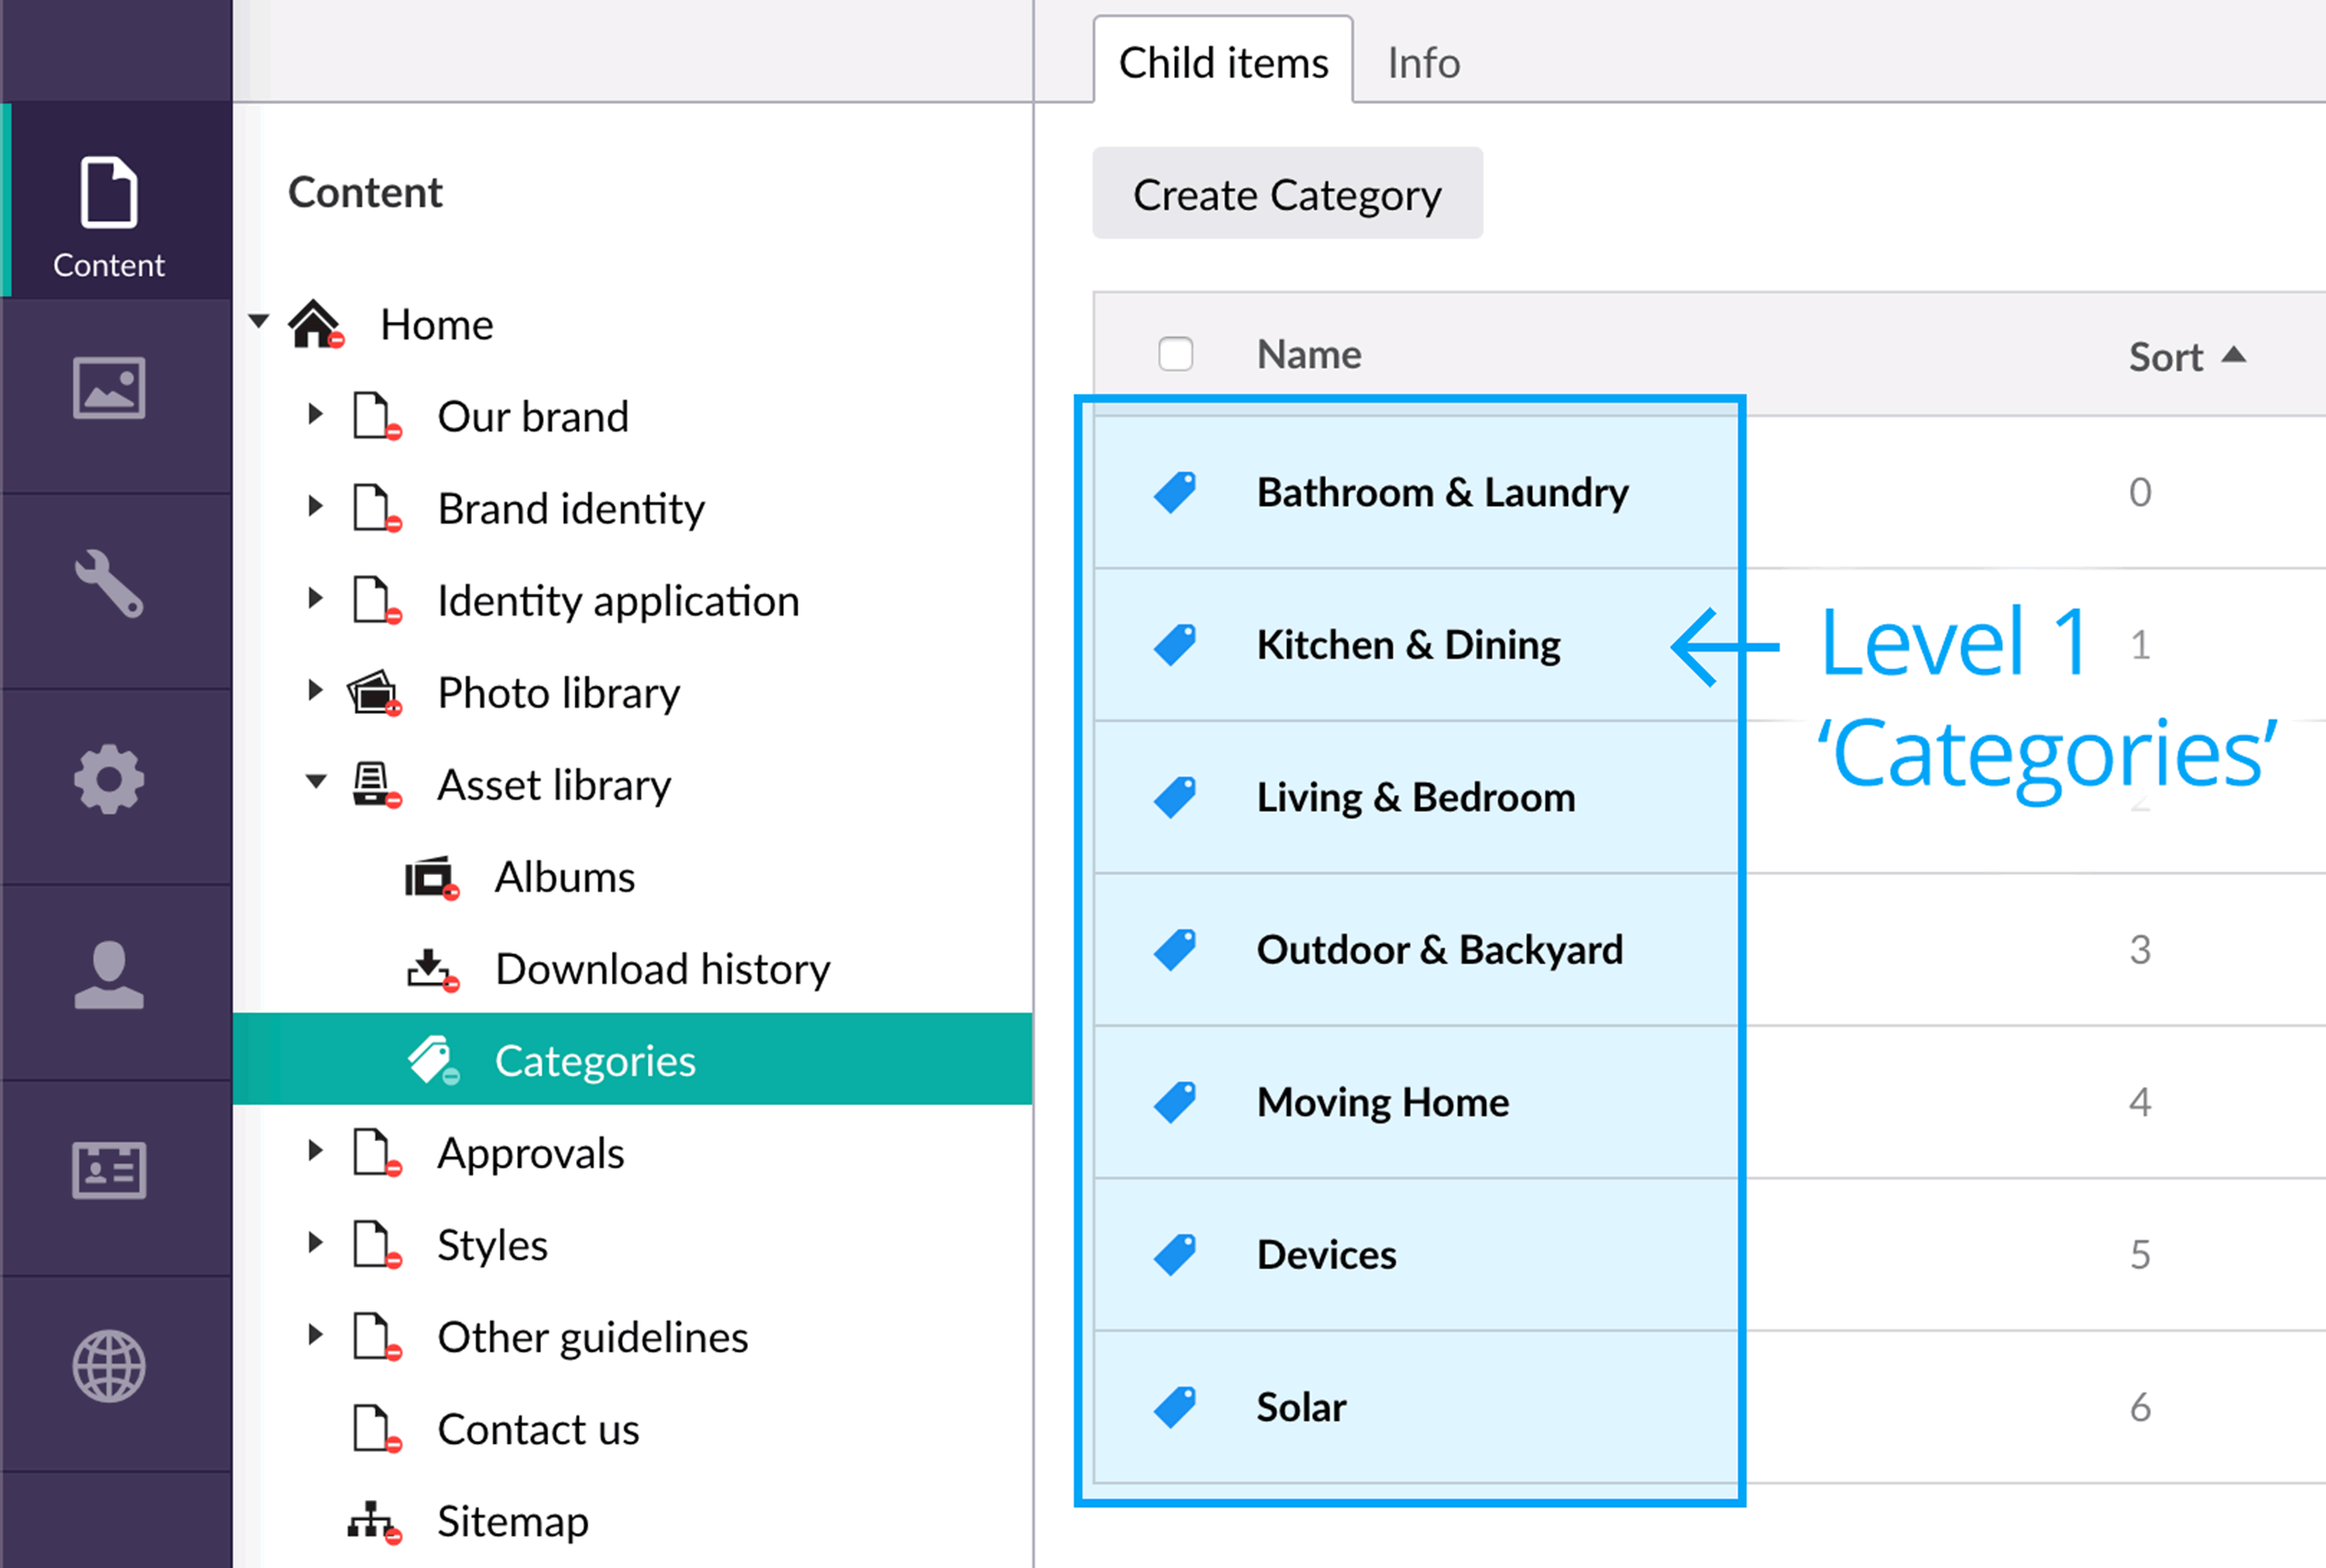 Child items Info
Content
Create Category
Content
Home
Name Sort
Our brand
Brand identity
Bathroom & Laundry 0
Identity application
Kitchen & Dining 1
Level 1
Photo library
‘Categories’
Asset library
Living & Bedroom 2
Albums
Download history
Outdoor & Backyard 3
Categories
Moving Home 4
Approvals
Styles
Devices 5
Other guidelines
Contact us
Solar 6
Sitemap